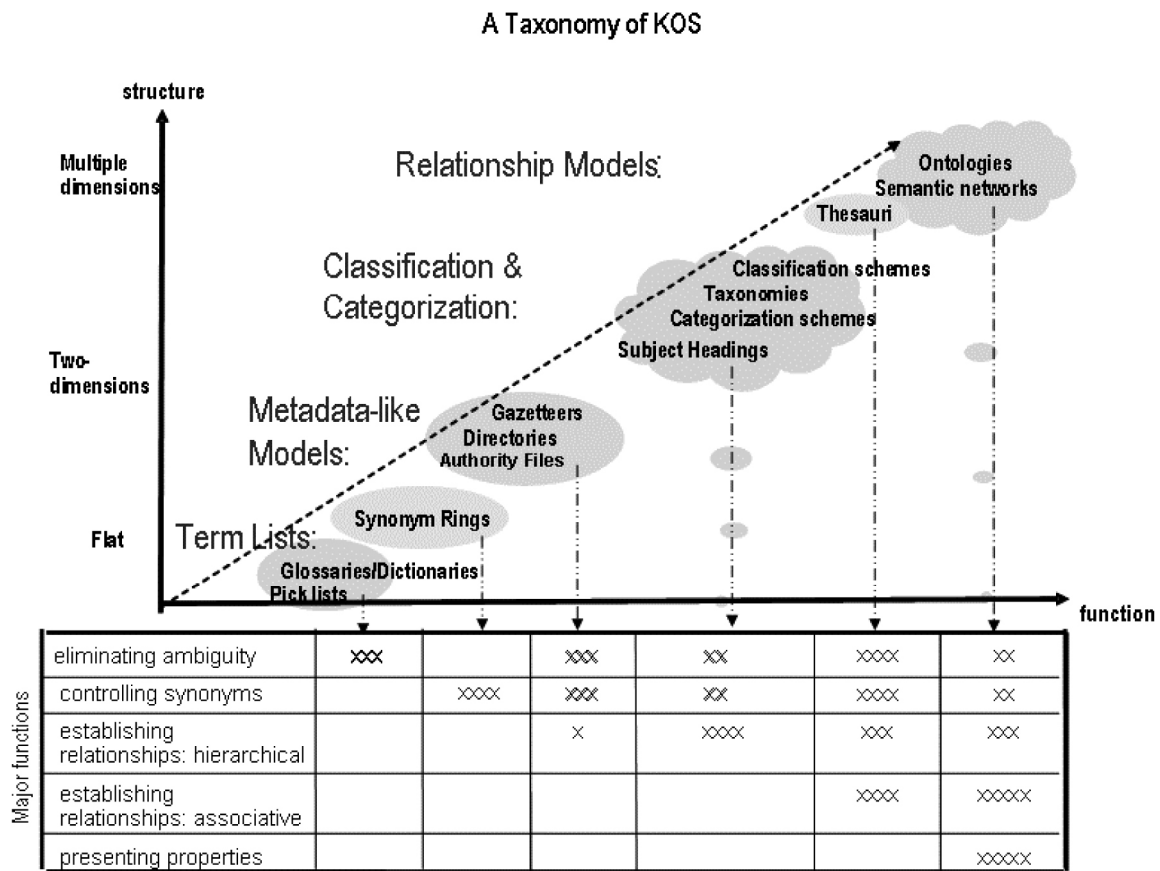 A Taxonomy of KOS
structure
Multiple
dimensions
Relationship Models:
Ontologies
Semantic networks
Thesauri
Classification &
Categorization:
Classification schemes
Taxonomies
Categorization schemes
Subject Headings
Two-
dimensions
Metadata-like
Models:
Gazetteers
Directories
Authority Files
Flat
Term Lists:
Synonym Rings
Glossaries/Dictionaries
Pick lists
function
Major functions
eliminating ambiguity XXX XXX XX XXXX XX
controlling synonyms XXXX XXX XX XXXX XX
establishing
relationships: hierarchical X XXXX XXX XXX
establishing
relationships: associative XXXX XXXXX
presenting properties XXXXX